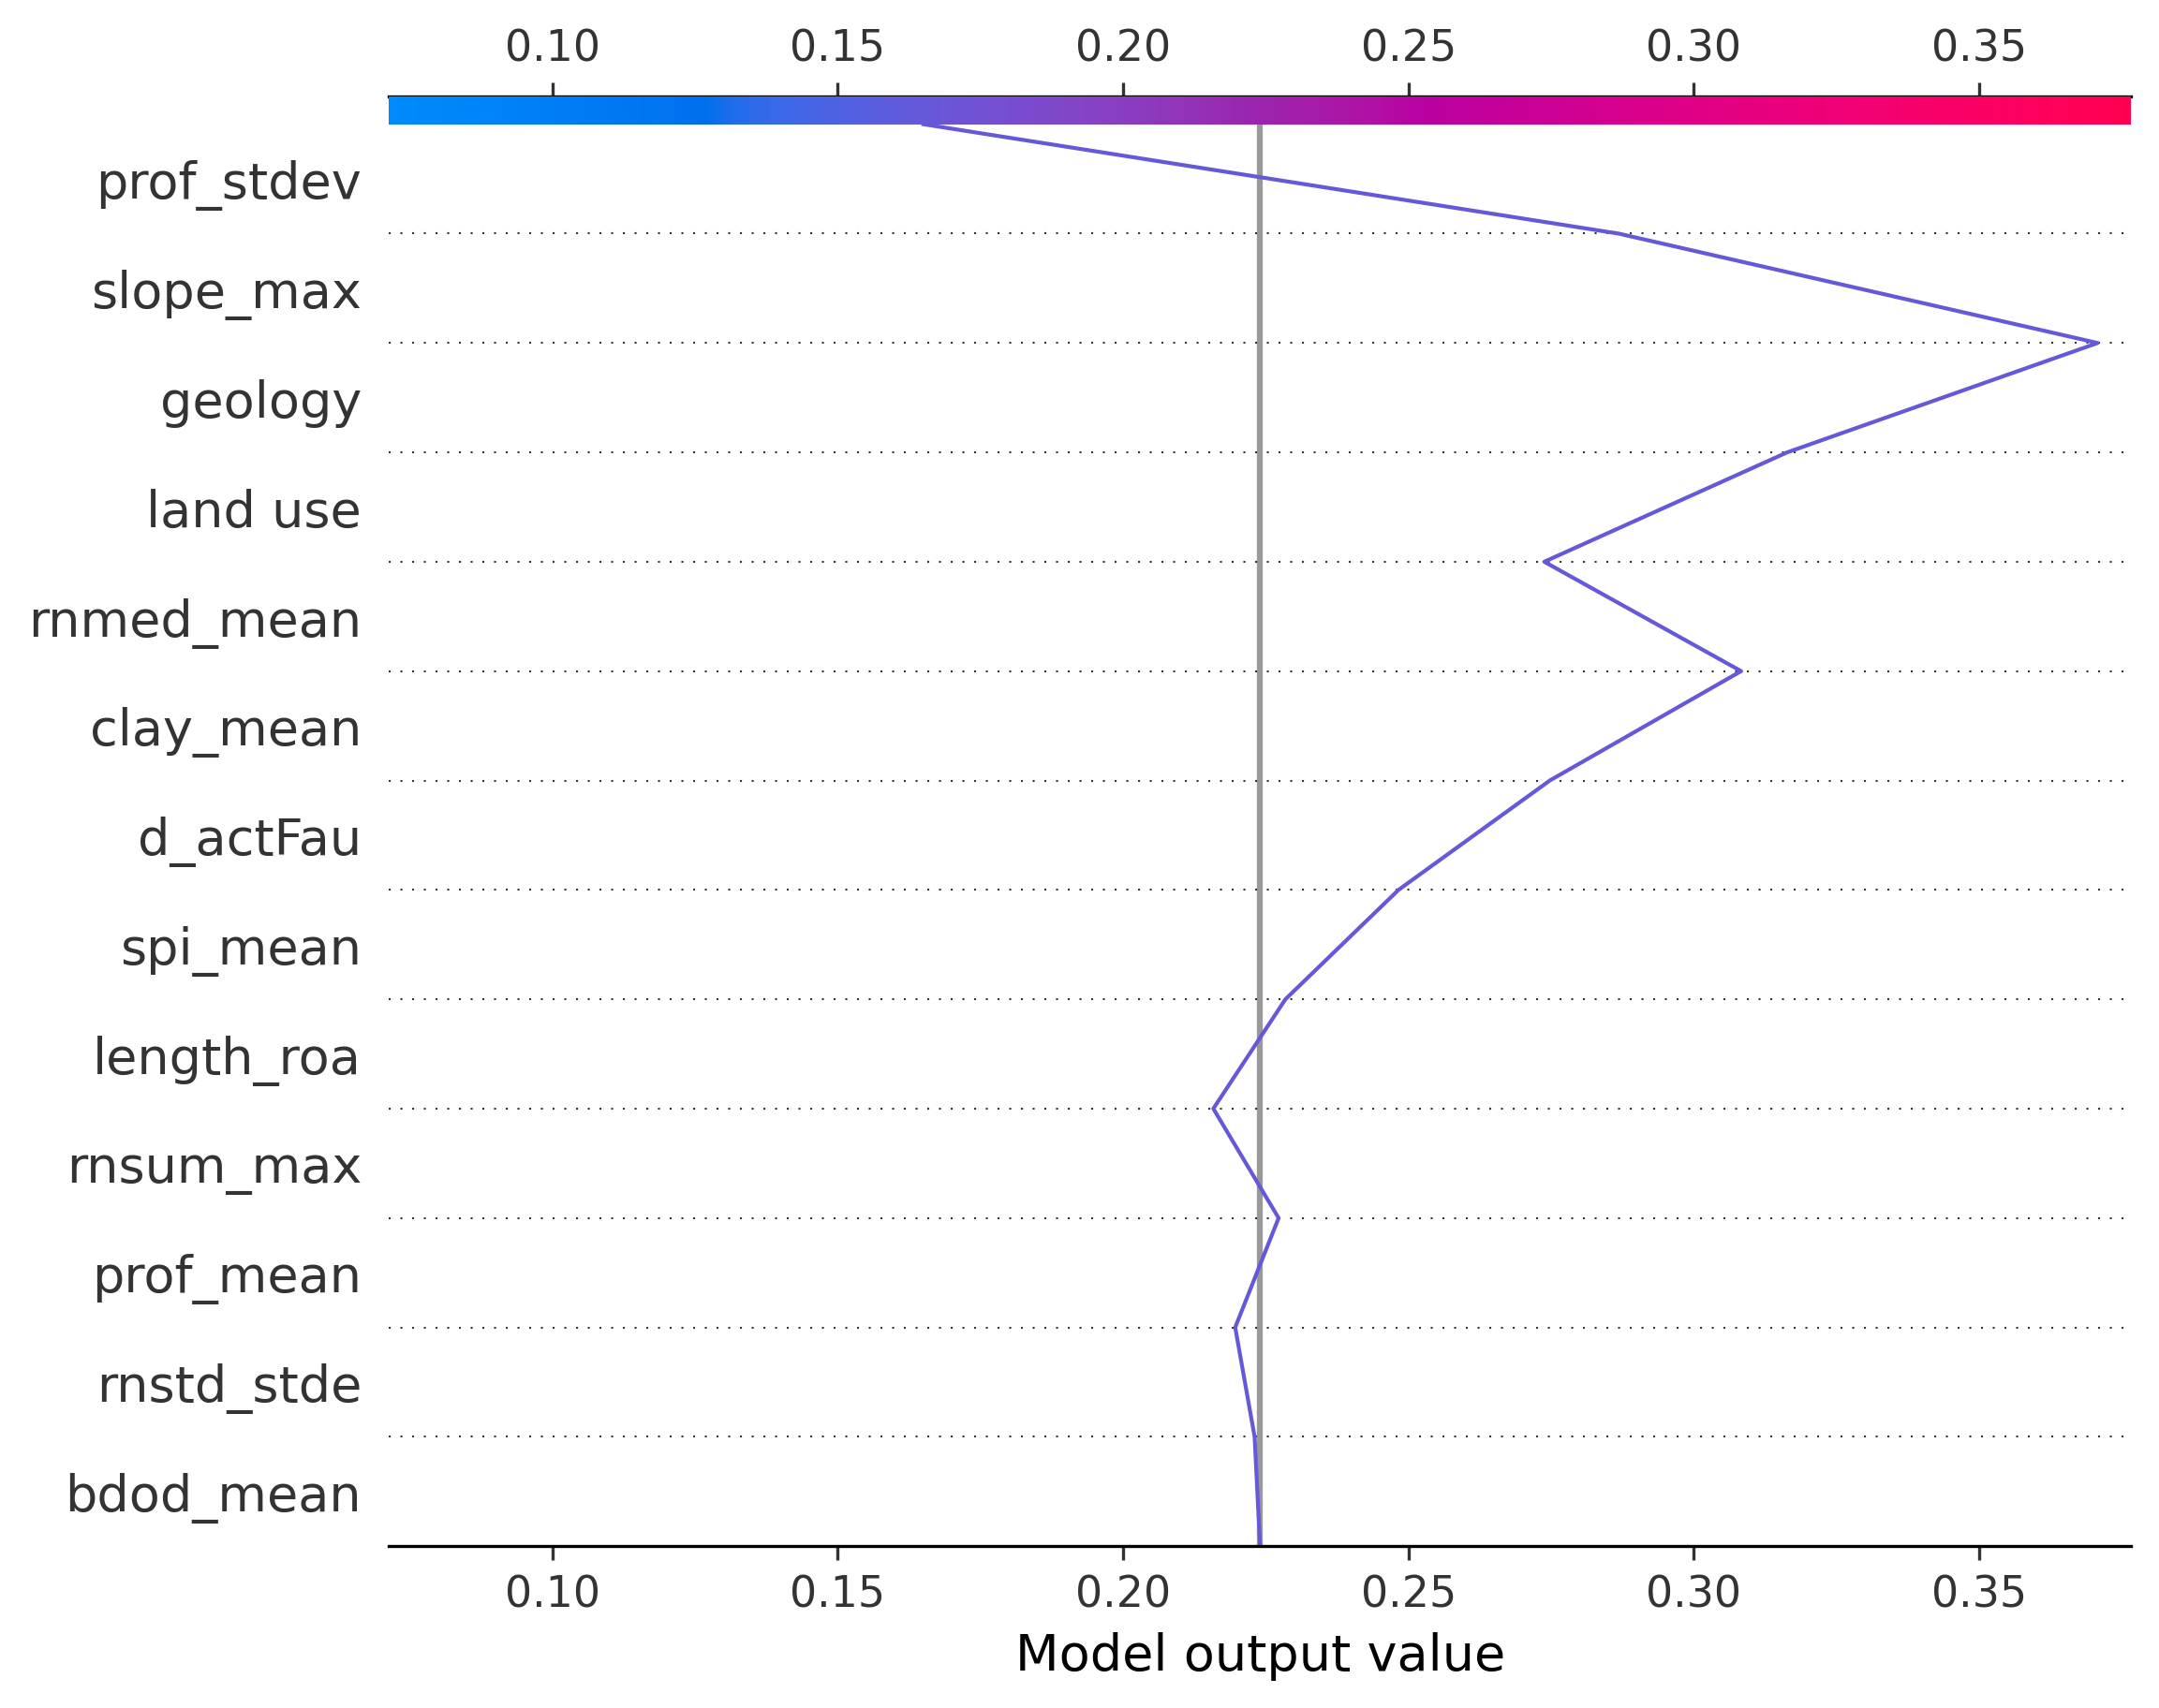 0.10 0.15 0.20 0.25 0.30 0.35
prof_stdev
slope_max
geology
land use
rnmed_mean
clay_mean
d_actFau
spi_mean
length_roa
rnsum_max
prof_mean
rnstd_stde
bdod_mean
0.10 0.15 0.20 0.25 0.30 0.35
Model output value